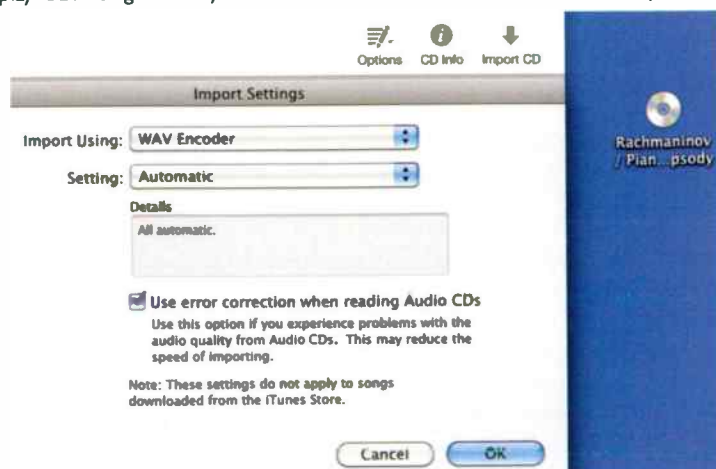 Options CD Info Import CD
Import Settings
Import Using: WAV Encoder
Setting: Automatic
Details
All automatic.
Use error correction when reading Audio CDs
Use this option if you experience problems with the
audio quality from Audio CDs. This may reduce the
speed of importing.
Note: These settings do not apply to songs
downloaded from the iTunes Store.
Cancel OK
Rachmaninov
/ Pian...psody